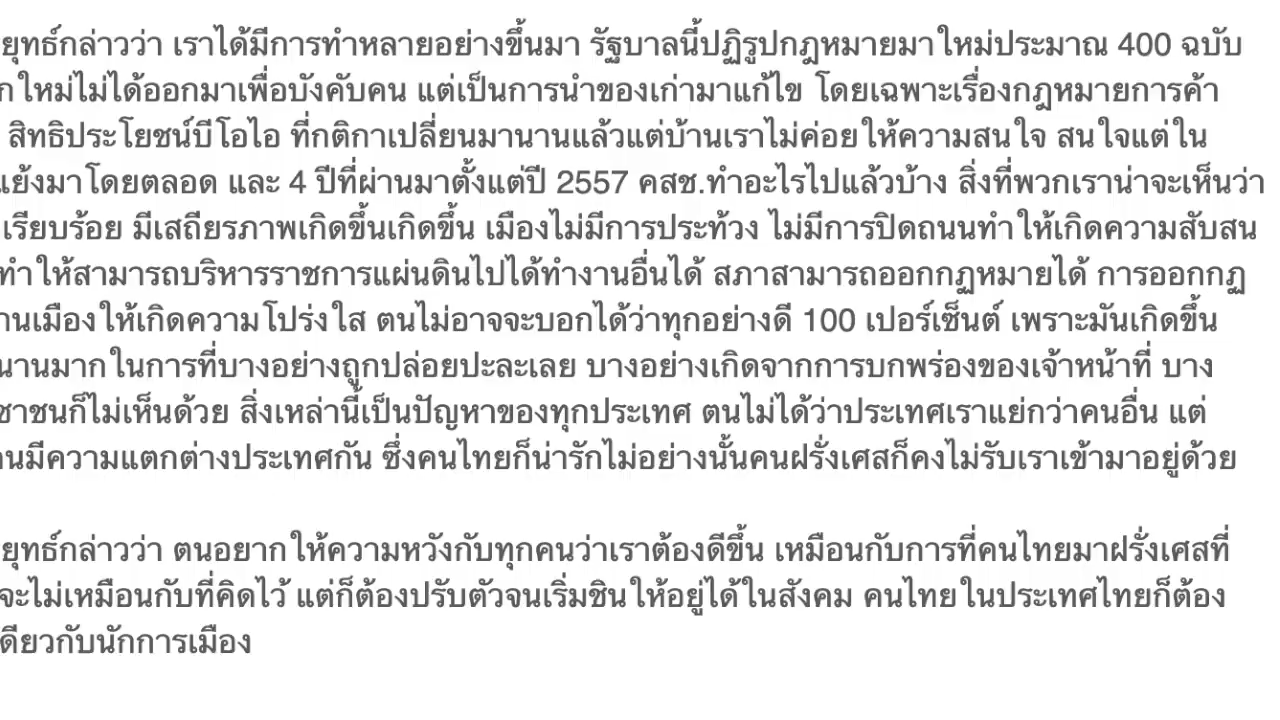 ยุทธ์กล่าวว่า เราได้มีการทำหลายอย่างขึ้นมา รัฐบาลนี้ปฏิรูปกฎหมายมาใหม่ประมาณ 400 ฉบับ
กใหม่ไม่ได้ออกมาเพื่อบังคับคน แต่เป็นการนำของเก่ามาแก้ไข โดยเฉพาะเรื่องกฎหมายการค้า
สิทธิประโยชน์บีโอไอ ที่กติกาเปลี่ยนมานานแล้วแต่บ้านเราไม่ค่อยให้ความสนใจ สนใจแต่ใน
แย้งมาโดยตลอด และ 4 ปีที่ผ่านมาตั้งแต่ปี 2557 คสช.ทำอะไรไปแล้วบ้าง สิ่งที่พวกเราน่าจะเห็นว่า
เรียบร้อย มีเสถียรภาพเกิดขึ้นเกิดขึ้น เมืองไม่มีการประท้วง ไม่มีการปิดถนนทำให้เกิดความสับสน
ทำให้สามารถบริหารราชการแผ่นดินไปได้ทำงานอื่นได้ สภาสามารถออกกฏหมายได้ การออกกฏ
านเมืองให้เกิดความโปร่งใส ตนไม่อาจจะบอกได้ว่าทุกอย่างดี 100 เปอร์เซ็นต์ เพราะมันเกิดขึ้น
นานมากในการที่บางอย่างถูกปล่อยปะละเลย บางอย่างเกิดจากการบกพร่องของเจ้าหน้าที่ บาง
ชาชนก็ไม่เห็นด้วย สิ่งเหล่านี้เป็นปัญหาของทุกประเทศ ตนไม่ได้ว่าประเทศเราแย่กว่าคนอื่น แต่
านมีความแตกต่างประเทศกัน ซึ่งคนไทยก็น่ารักไม่อย่างนั้นคนฝรั่งเศสก็คงไม่รับเราเข้ามาอยู่ด้วย
ยุทธ์กล่าวว่า ตนอยากให้ความหวังกับทุกคนว่าเราต้องดีขึ้น เหมือนกับการที่คนไทยมาฝรั่งเศสที่
จะไม่เหมือนกับที่คิดไว้ แต่ก็ต้องปรับตัวจนเริ่มชินให้อยู่ได้ในสังคม คนไทยในประเทศไทยก็ต้อง
ดียวกับนักการเมือง